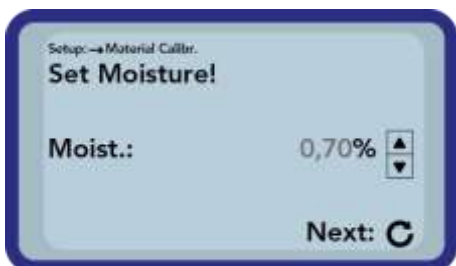 Setup:→Material Calibr.
Set Moisture!
Moist.: 0,70%
Next: